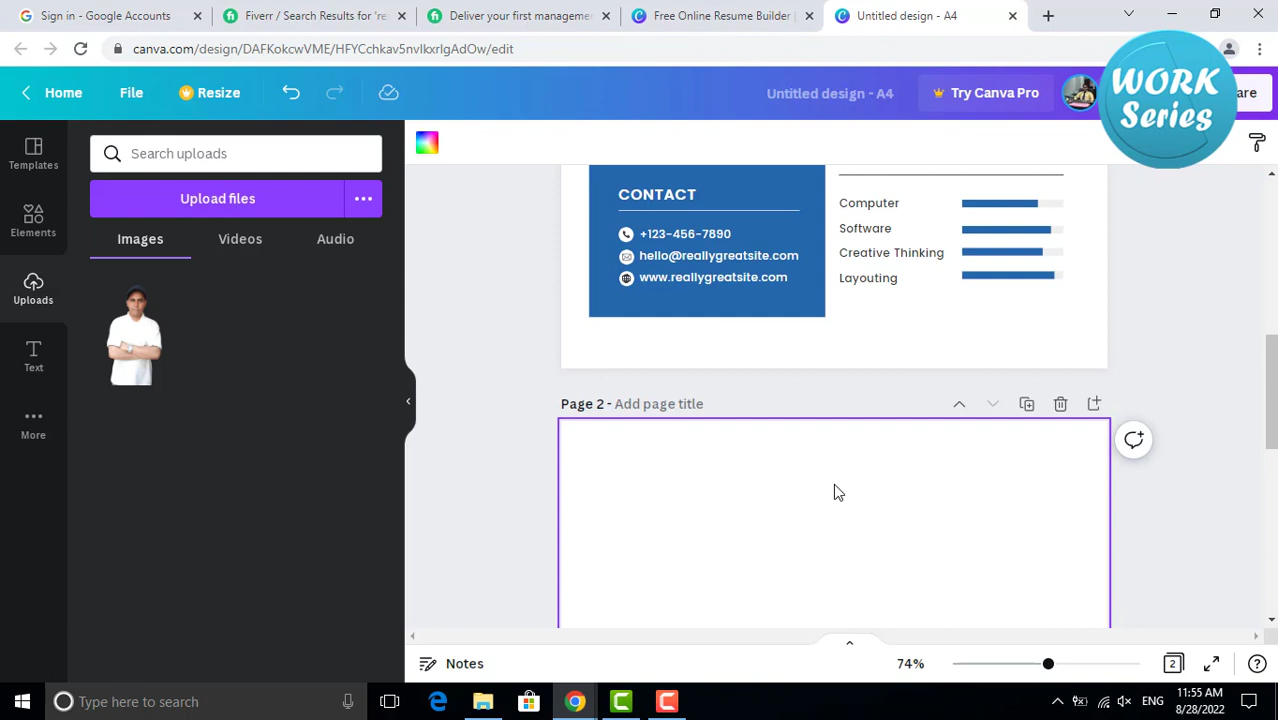 Sign in - Google Accounts
Fiverr / Search Results for 're
Deliver your first manageme
Free Online Resume Builder |
Untitled design - A4
canva.com/design/DAFKokcwVME/HFYCchkav5nvlkxrlgAdOw/edit
Home
File
Resize
Untitled design - A4
Try Canva Pro
are
WORK
Series
Templates
Elements
Uploads
Text
More
Search uploads
Upload files
Images
Videos
Audio
CONTACT
+123-456-7890
hello@reallygreatsite.com
www.reallygreatsite.com
Computer
Software
Creative Thinking
Layouting
Page 2 - Add page title
Notes
74%
2
Type here to search
ENG
11:55 AM
8/28/2022